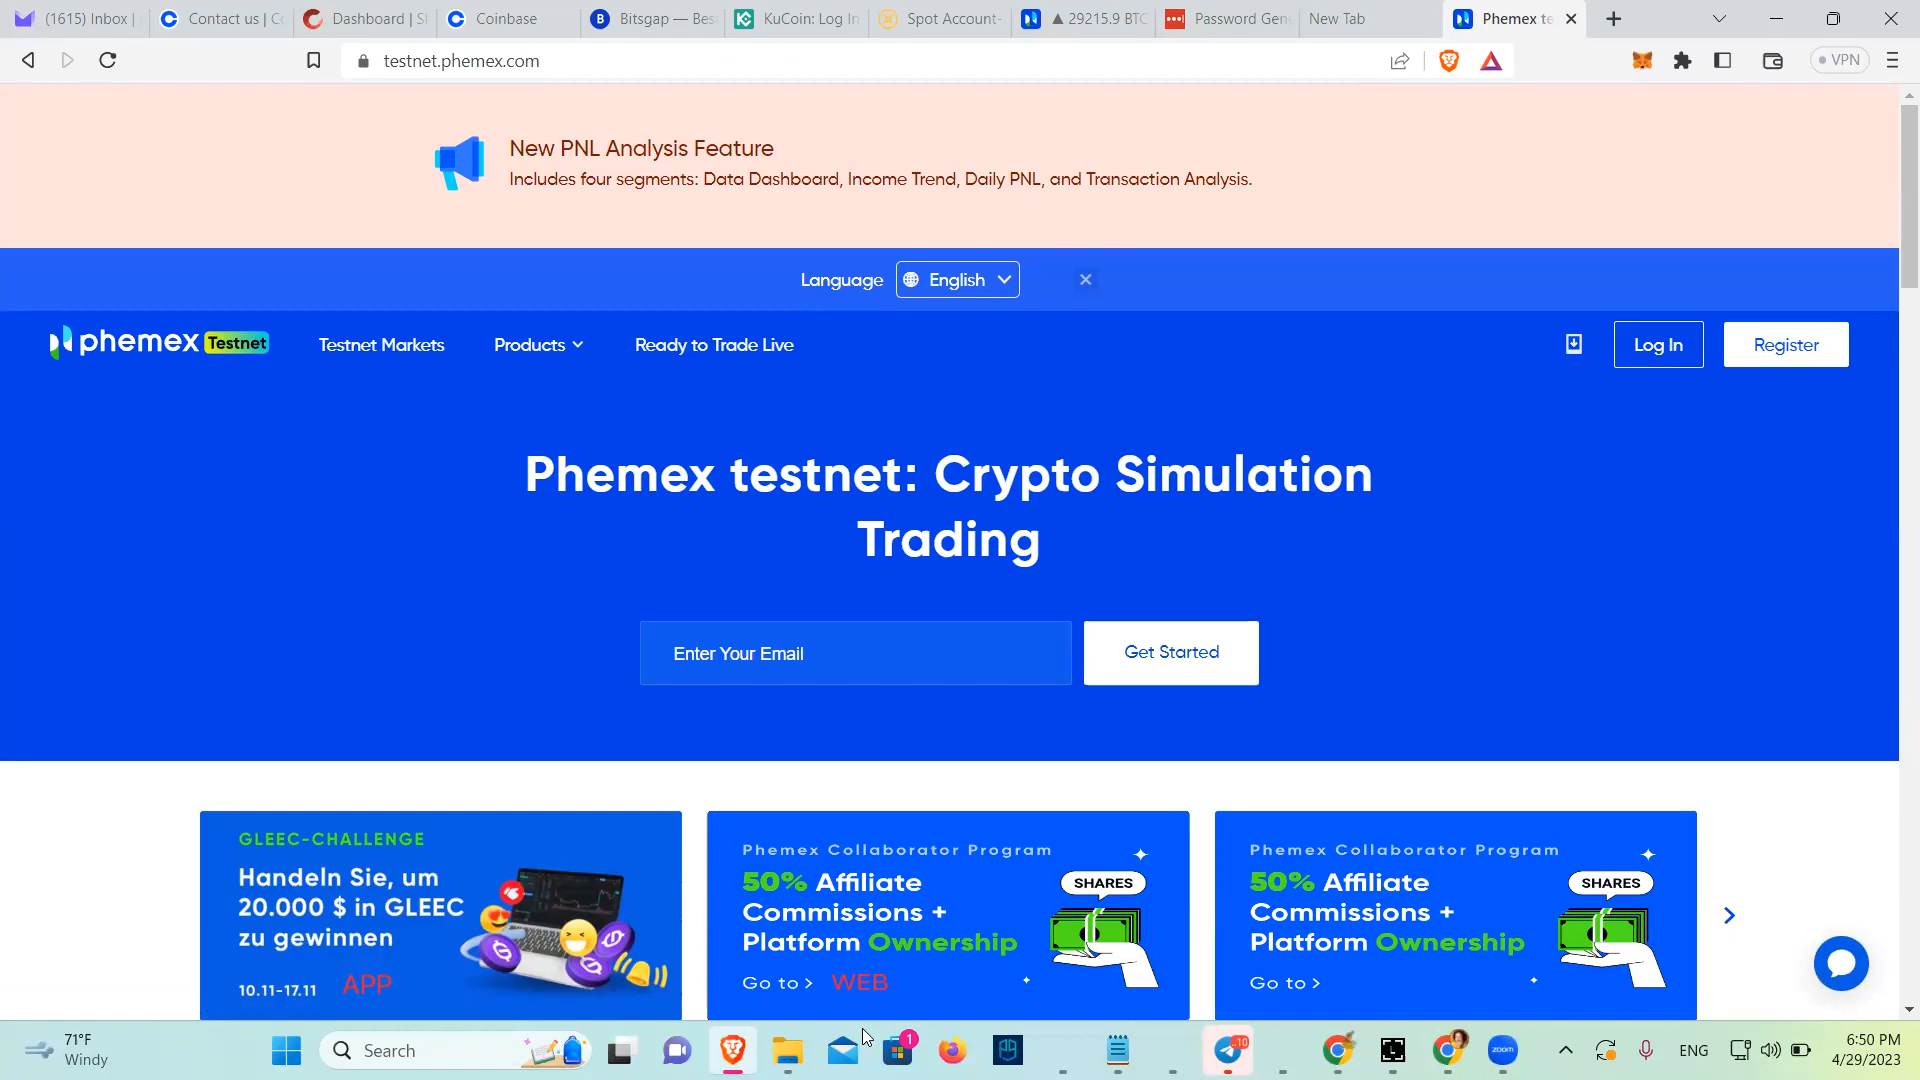 (1615) Inbox
Contact us | Co
Dashboard | Sh
Coinbase
Bitsgap — Bes
KuCoin: Log In
Spot Account-
▲ 29215.9 BTC
Password Gene
New Tab
Phemex te
testnet.phemex.com
VPN
New PNL Analysis Feature
Includes four segments: Data Dashboard, Income Trend, Daily PNL, and Transaction Analysis.
Language
English
phemex Testnet
Testnet Markets
Products
Ready to Trade Live
Log In
Register
Phemex testnet: Crypto Simulation
Trading
Enter Your Email
Get Started
GLEEC-CHALLENGE
Handeln Sie, um
20.000 $ in GLEEC
zu gewinnen
10.11-17.11
APP
Phemex Collaborator Program
50% Affiliate
Commissions +
Platform Ownership
Go to >
WEB
SHARES
Phemex Collaborator Program
50% Affiliate
Commissions +
Platform Ownership
Go to >
SHARES
71°F
Windy
Search
1
10
zoom
ENG
6:50 PM
4/29/2023